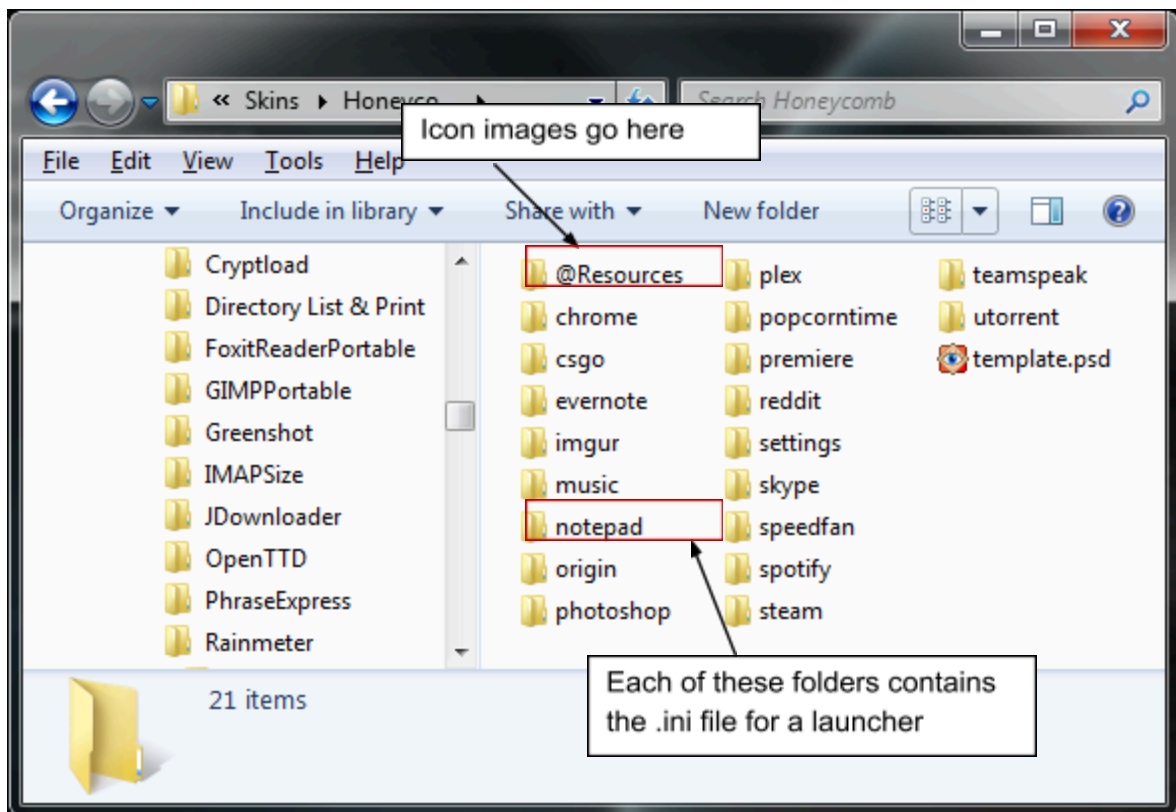 « Skins ▸ Honeyco
Search Honeycomb
Icon images go here
File Edit View Tools Help
Organize Include in library Share with New folder
Cryptload
Directory List & Print
FoxitReaderPortable
GIMPPortable
Greenshot
IMAPSize
JDownloader
OpenTTD
PhraseExpress
Rainmeter
@Resources
chrome
csgo
evernote
imgur
music
notepad
origin
photoshop
plex
popcorntime
premiere
reddit
settings
skype
speedfan
spotify
steam
teamspeak
utorrent
template.psd
Each of these folders contains
the .ini file for a launcher
21 items